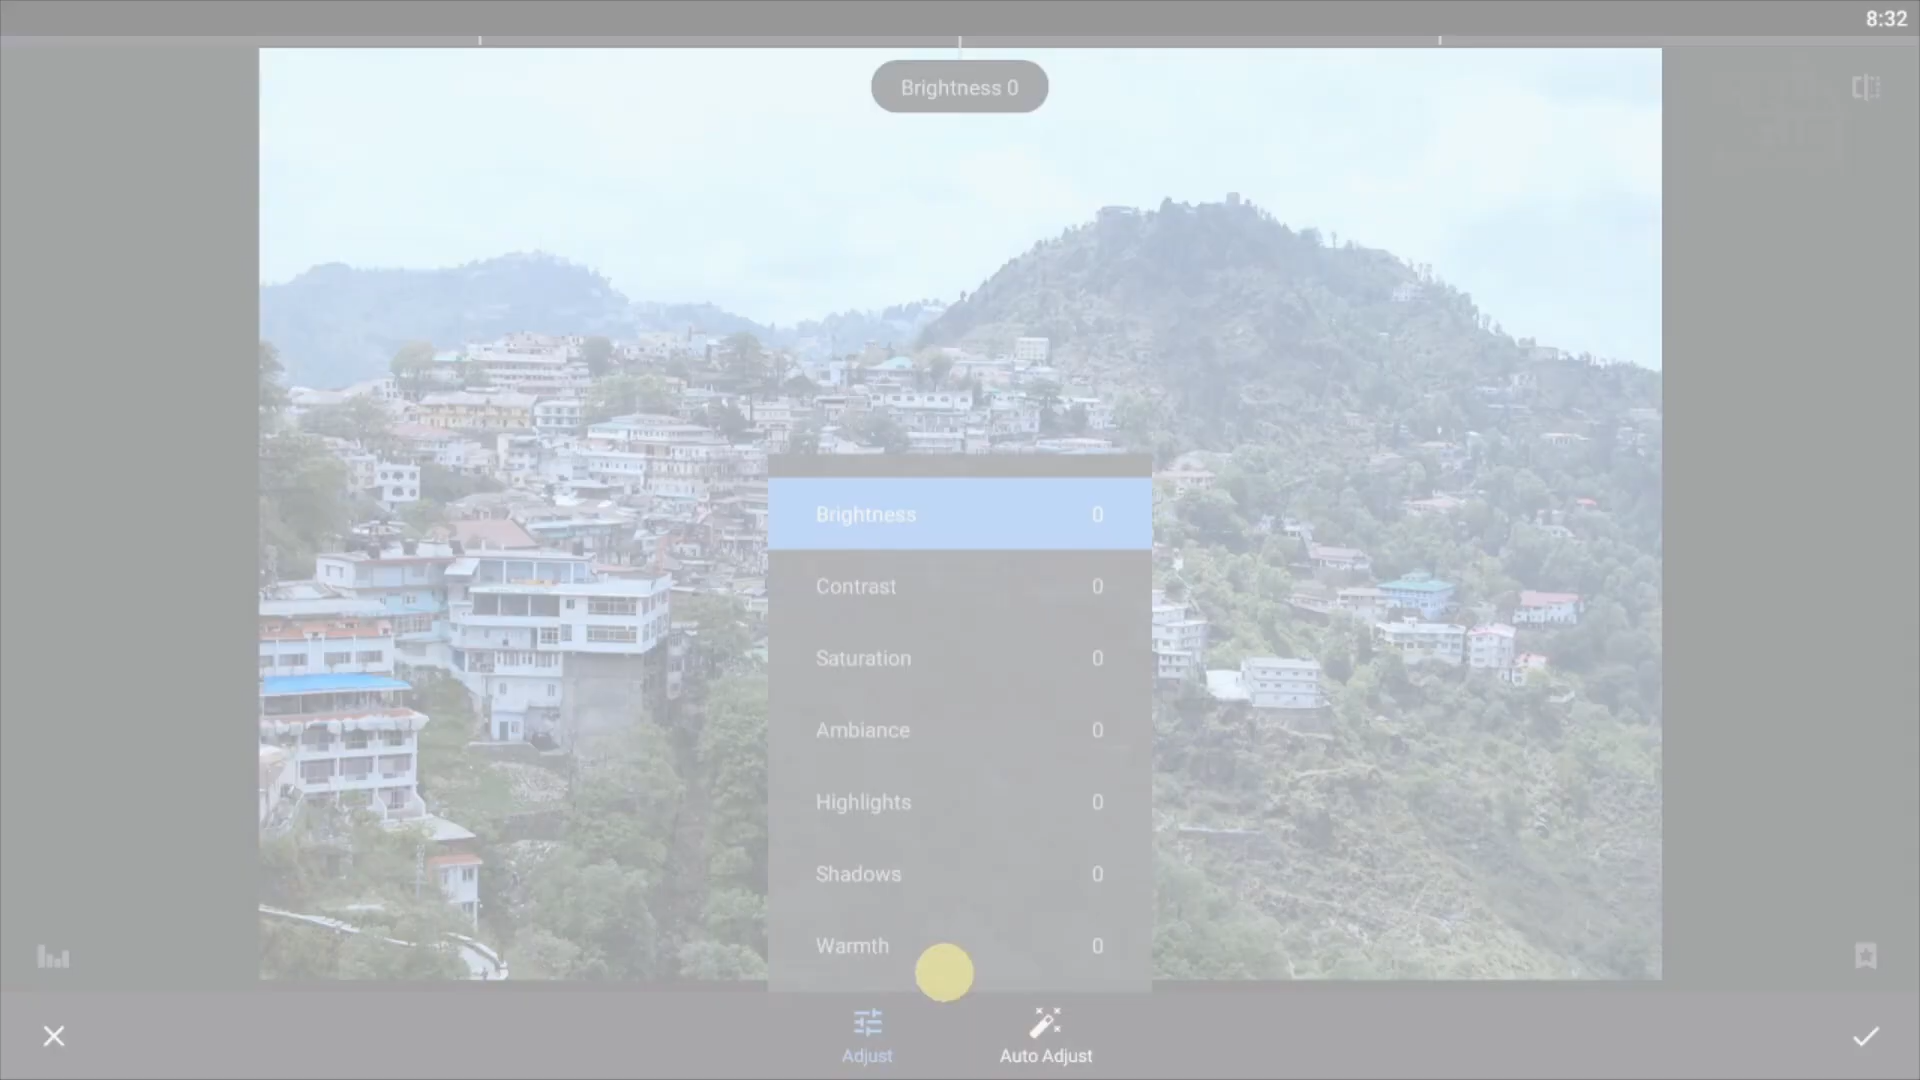 8:32
Brightness 0
Brightness 0
Contrast 0
Saturation 0
Ambiance 0
Highlights 0
Shadows 0
Warmth 0
Adjust
Auto Adjust